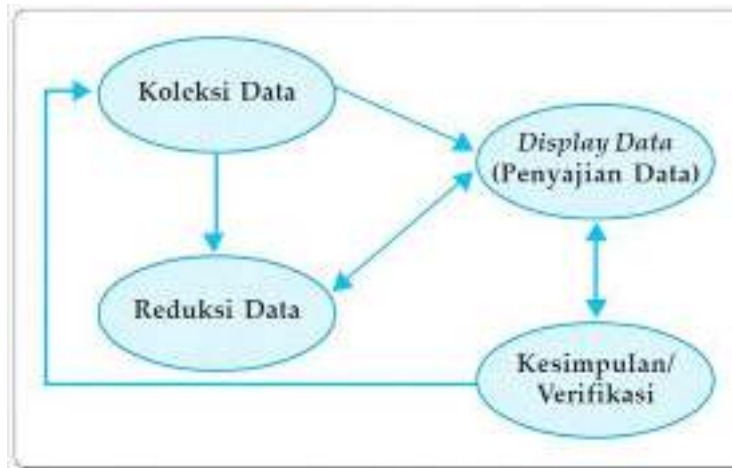 Koleksi Data
Display Data
(Penyajian Data)
Reduksi Data
Kesimpulan/
Verifikasi